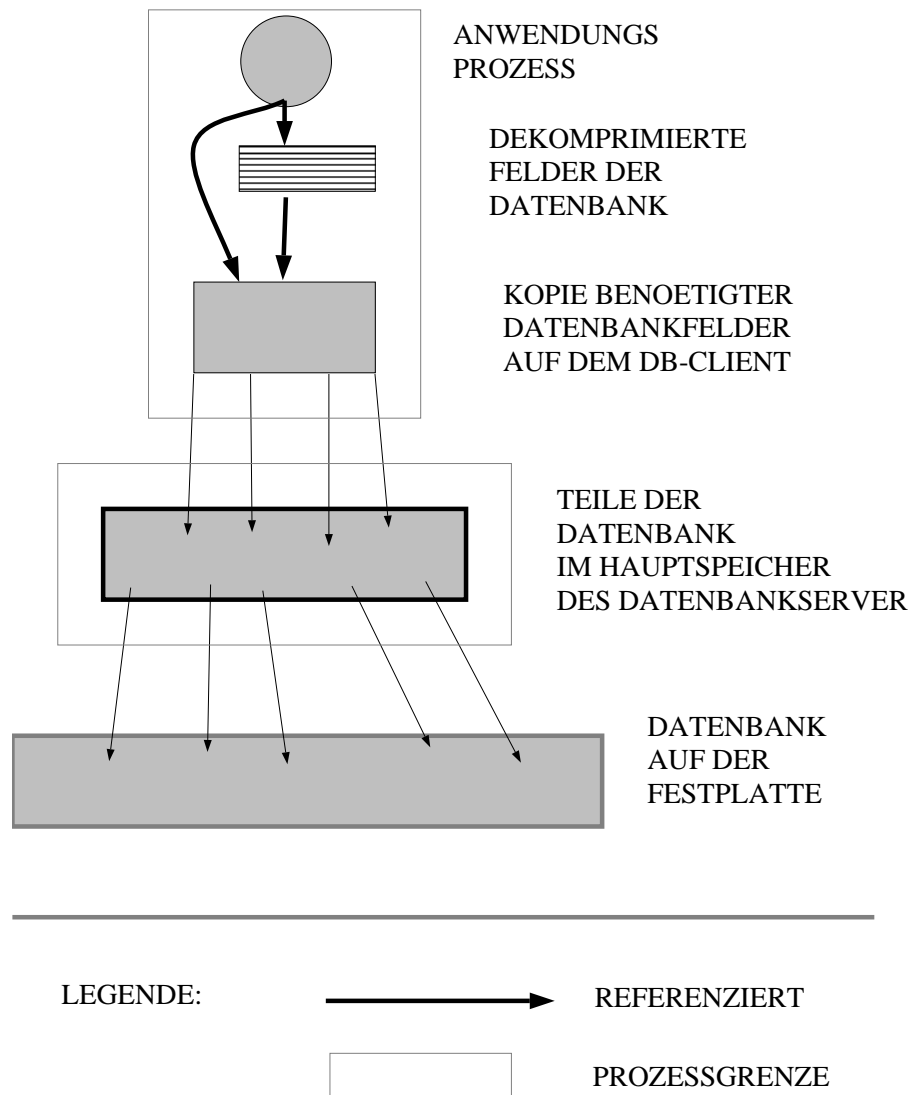 ANWENDUNGS
PROZESS
DEKOMPRIMIERTE
FELDER DER
DATENBANK
KOPIE BENOETIGTER
DATENBANKFELDER
AUF DEM DB-CLIENT
TEILE DER
DATENBANK
IM HAUPTSPEICHER
DES DATENBANKSERVER
DATENBANK
AUF DER
FESTPLATTE
LEGENDE:
REFERENZIERT
PROZESSGRENZE